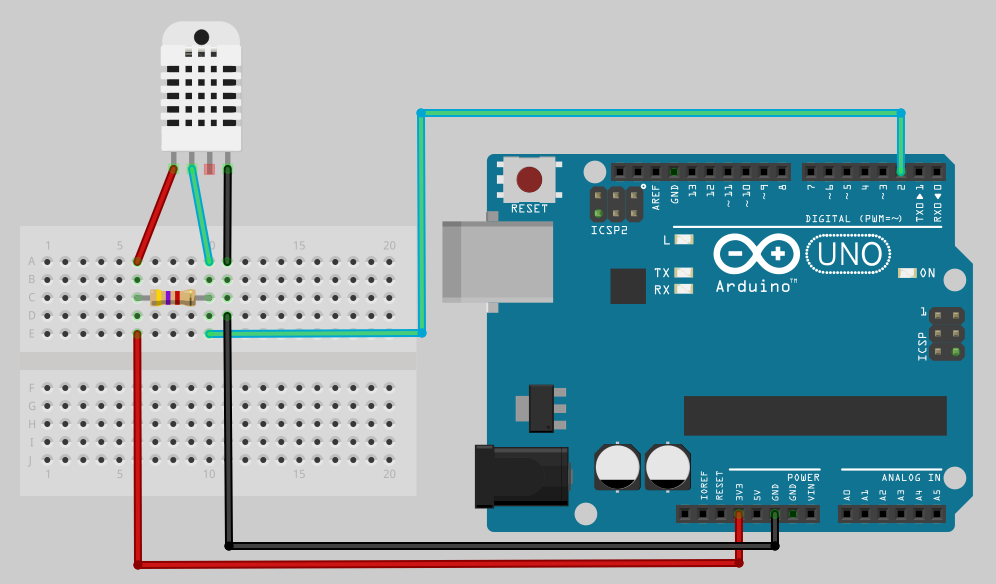 RESET
ICSP2
AREF
GND
13
12
~11
~10
~9
8
7
~6
~5
4
~3
2
TX0▶1
RX0◀0
DIGITAL (PWM=~)
L
TX
RX
UNO
Arduino™
ON
1
ICSP
1 5 10 15 20
A
B
C
D
E
F
G
H
I
J
1 5 10 15 20
POWER
ANALOG IN
IOREF
RESET
3V3
5V
GND
GND
VIN
A0
A1
A2
A3
A4
A5